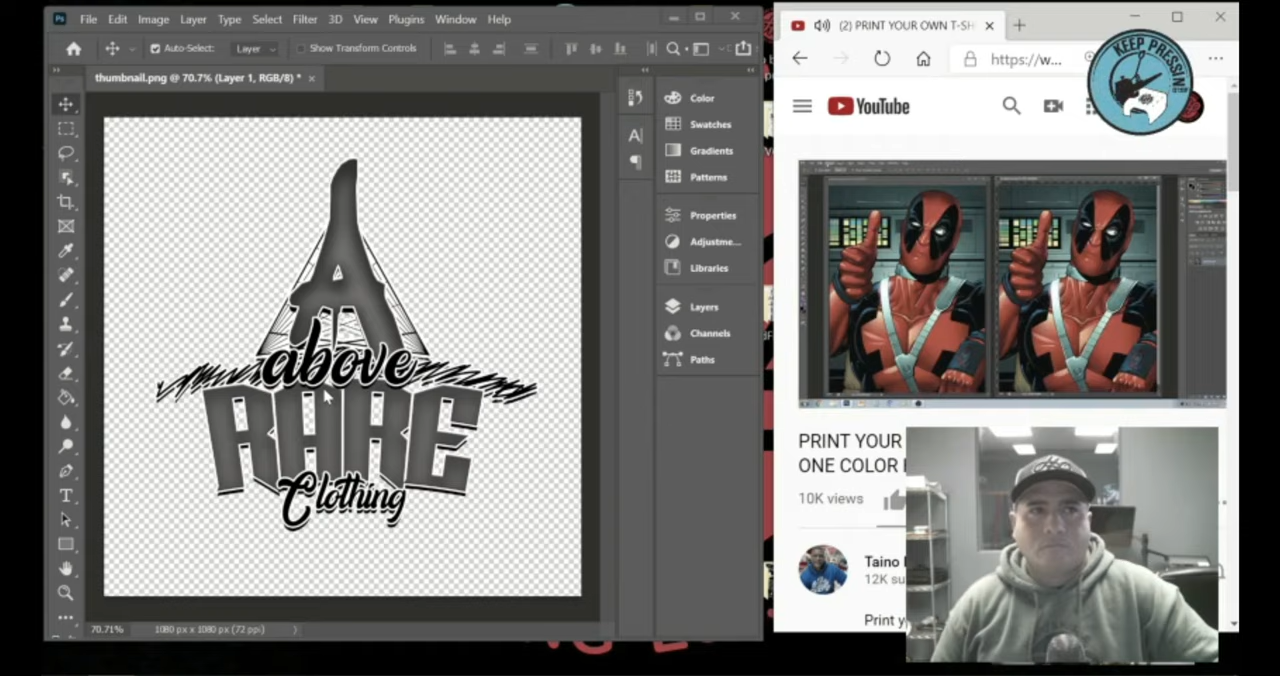 Ps File Edit Image Layer Type Select Filter 3D View Plugins Window Help
Auto-Select: Layer Show Transform Controls
thumbnail.png @ 70.7% (Layer 1, RGB/8) *
A
above
RARE
Clothing
70.71% 1080 px x 1080 px (72 ppi)
Color
Swatches
Gradients
Patterns
Properties
Adjustme...
Libraries
Layers
Channels
Paths
(2) PRINT YOUR OWN T-SH
https://w...
KEEP PRESSIN
YouTube
PRINT YOUR
ONE COLOR
10K views
Taino
12K su
Print y